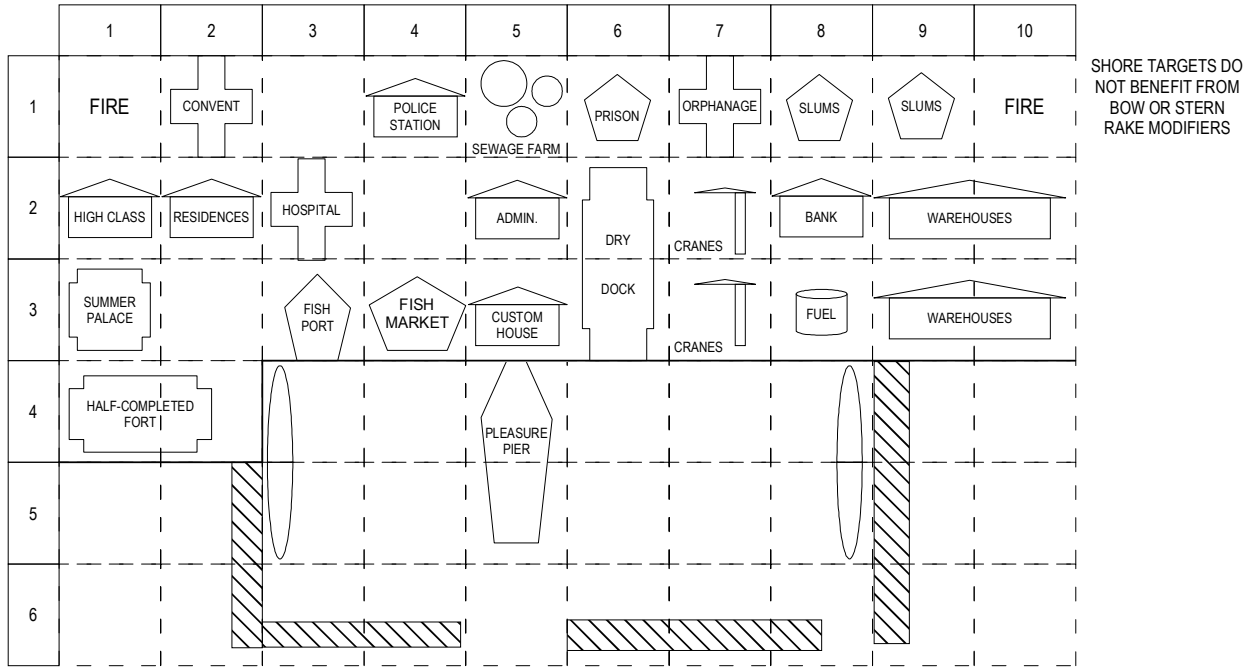 1 2 3 4 5 6 7 8 9 10
1
FIRE
CONVENT
POLICE
STATION
SEWAGE FARM
PRISON
ORPHANAGE
SLUMS
SLUMS
FIRE
SHORE TARGETS DO
NOT BENEFIT FROM
BOW OR STERN
RAKE MODIFIERS
2
HIGH CLASS
RESIDENCES
HOSPITAL
ADMIN.
DRY
DOCK
CRANES
BANK
WAREHOUSES
3
SUMMER
PALACE
FISH
PORT
FISH
MARKET
CUSTOM
HOUSE
CRANES
FUEL
WAREHOUSES
4
HALF-COMPLETED
FORT
PLEASURE
PIER
5
6